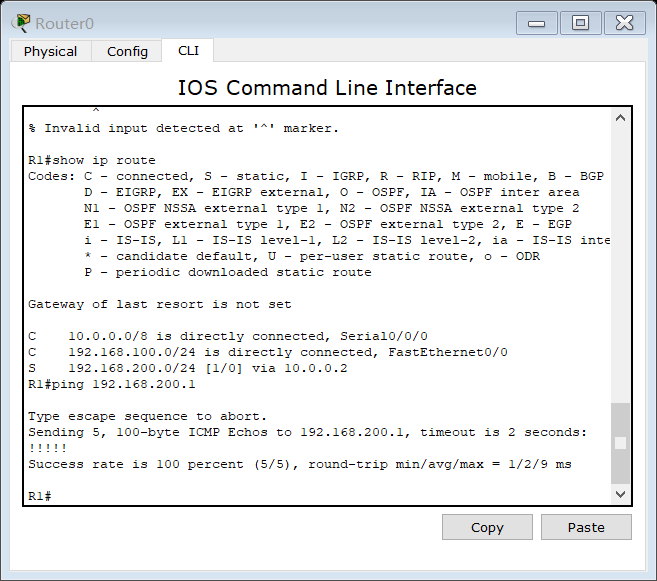 Router0
Physical Config CLI
IOS Command Line Interface
^
% Invalid input detected at '^' marker.
R1#show ip route
Codes: C - connected, S - static, I - IGRP, R - RIP, M - mobile, B - BGP
D - EIGRP, EX - EIGRP external, O - OSPF, IA - OSPF inter area
N1 - OSPF NSSA external type 1, N2 - OSPF NSSA external type 2
E1 - OSPF external type 1, E2 - OSPF external type 2, E - EGP
i - IS-IS, L1 - IS-IS level-1, L2 - IS-IS level-2, ia - IS-IS inte
* - candidate default, U - per-user static route, o - ODR
P - periodic downloaded static route
Gateway of last resort is not set
C    10.0.0.0/8 is directly connected, Serial0/0/0
C    192.168.100.0/24 is directly connected, FastEthernet0/0
S    192.168.200.0/24 [1/0] via 10.0.0.2
R1#ping 192.168.200.1
Type escape sequence to abort.
Sending 5, 100-byte ICMP Echos to 192.168.200.1, timeout is 2 seconds:
!!!!!
Success rate is 100 percent (5/5), round-trip min/avg/max = 1/2/9 ms
R1#
Copy Paste